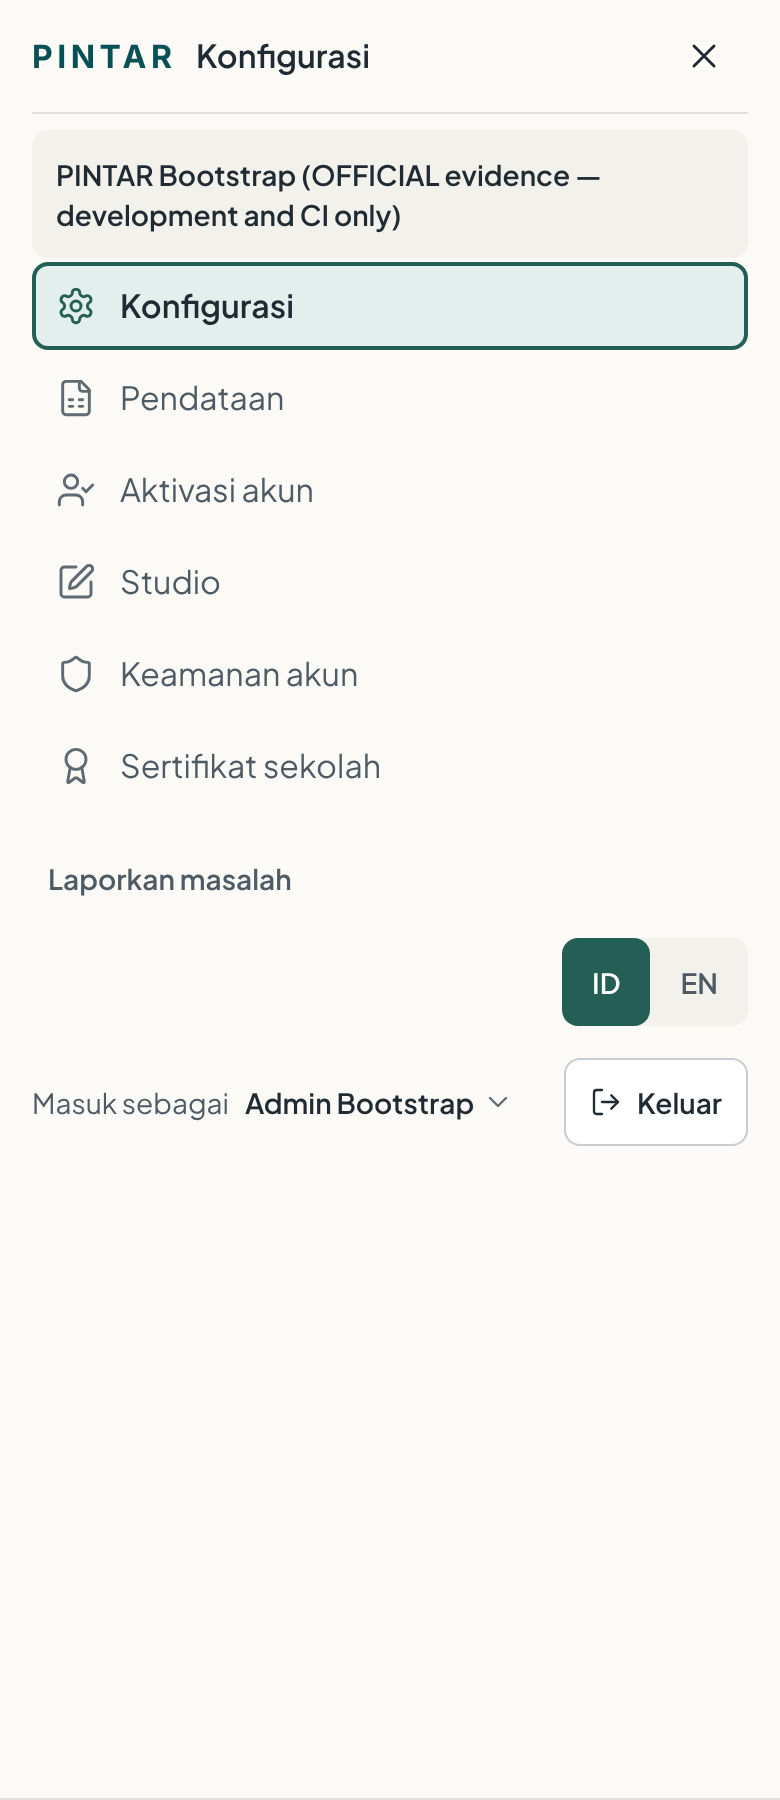 PINTAR Konfigurasi
PINTAR Bootstrap (OFFICIAL evidence —
development and CI only)
Konfigurasi
Pendataan
Aktivasi akun
Studio
Keamanan akun
Sertifikat sekolah
Laporkan masalah
ID EN
Masuk sebagai Admin Bootstrap Keluar